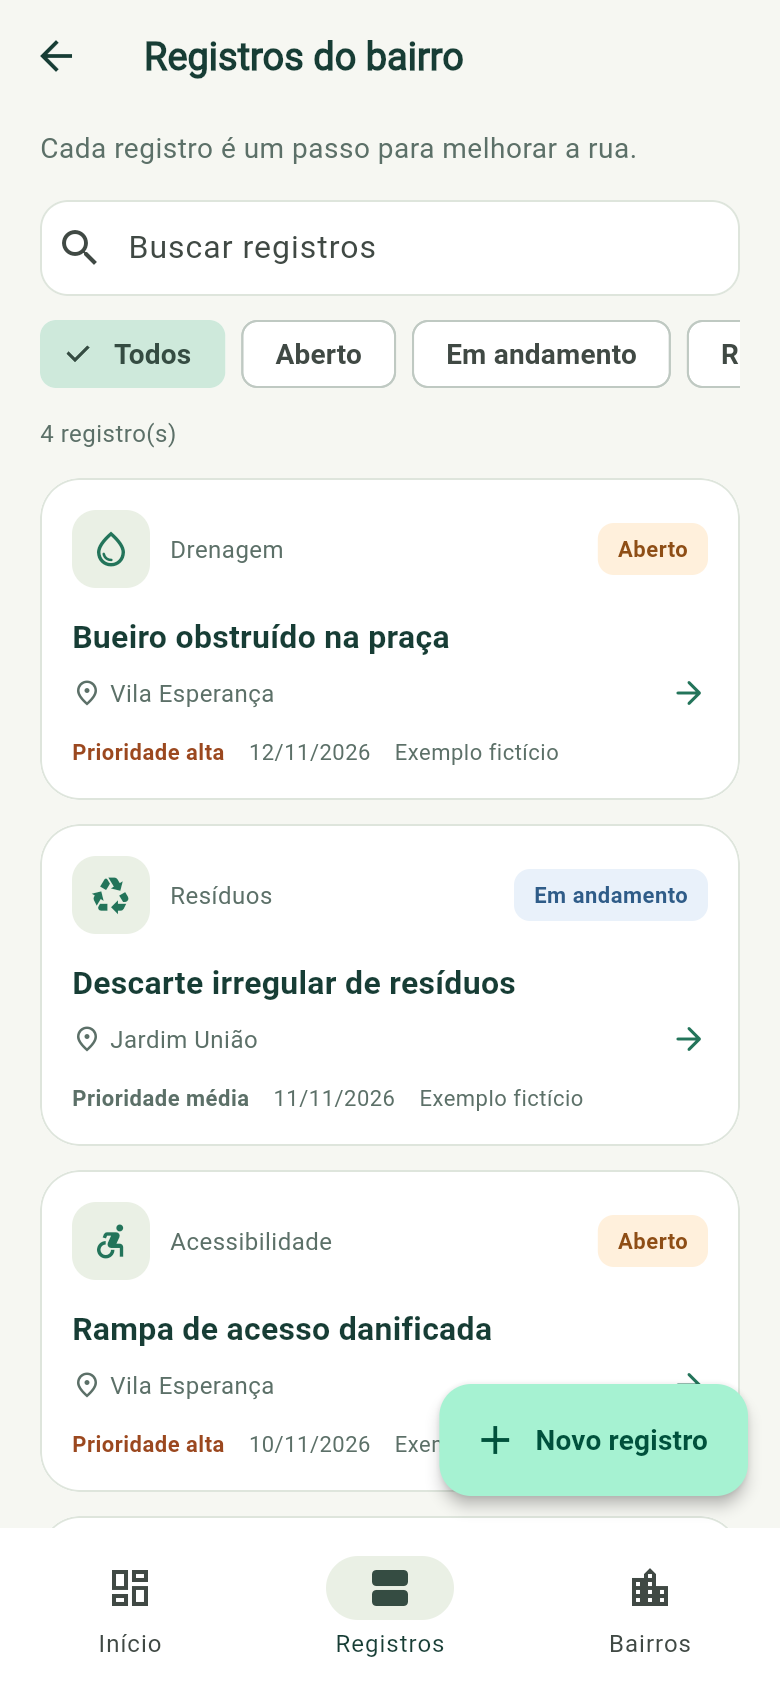 Registros do bairro
Cada registro é um passo para melhorar a rua.
Buscar registros
Todos Aberto Em andamento R
4 registro(s)
Drenagem Aberto
Bueiro obstruído na praça
Vila Esperança
Prioridade alta 12/11/2026 Exemplo fictício
Resíduos Em andamento
Descarte irregular de resíduos
Jardim União
Prioridade média 11/11/2026 Exemplo fictício
Acessibilidade Aberto
Rampa de acesso danificada
Vila Esperança
Prioridade alta 10/11/2026
Novo registro
Início Registros Bairros